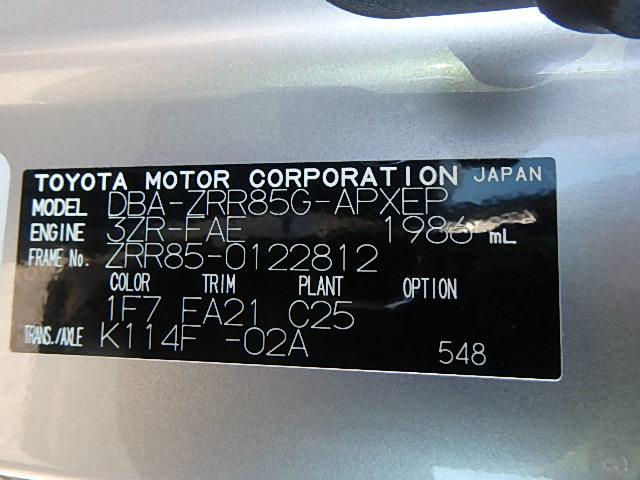 TOYOTA MOTOR CORPORATION JAPAN
MODEL DBA-ZRR85G-APXEP
ENGINE 3ZR-FAE 1986 mL
FRAME No. ZRR85-0122812
COLOR TRIM PLANT OPTION
1F7 FA21 C25
TRANS./AXLE K114F -02A 548